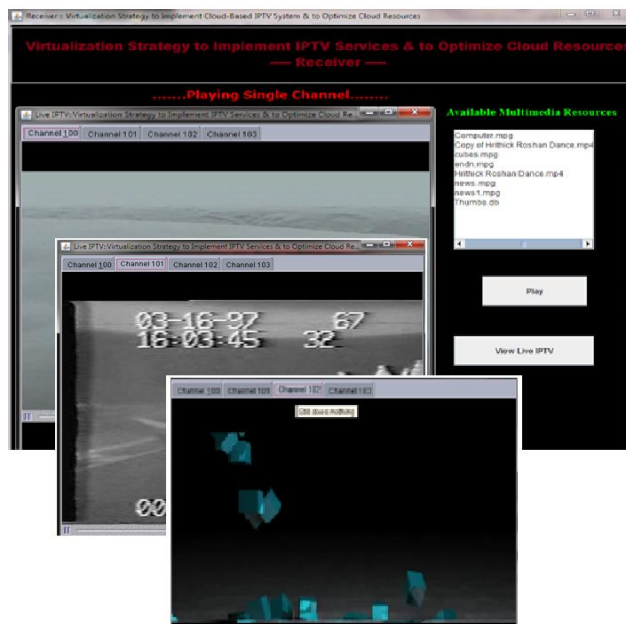 Receiver : Virtualization Strategy to Implement Cloud-Based IPTV System & to Optimize Cloud Resources
Virtualization Strategy to Implement IPTV Services & to Optimize Cloud Resources
---- Receiver ----
.......Playing Single Channel........
Available Multimedia Resources
Computer.mpg
Copy of Hrithick Roshan Dance.mp4
cubes.mpg
endn.mpg
Hrithick Roshan Dance.mp4
news.mpg
news1.mpg
Thumbs.db
Play
View Live IPTV
Live IPTV:Virtualization Strategy to Implement IPTV Services & to Optimize Cloud Re...
Channel 100 Channel 101 Channel 102 Channel 103
Live IPTV:Virtualization Strategy to Implement IPTV Services & to Optimize Cloud Re...
Channel 100 Channel 101 Channel 102 Channel 103
03-16-97 67
16:03:45 32
00
Channel 100 Channel 101 Channel 102 Channel 103
Still does nothing